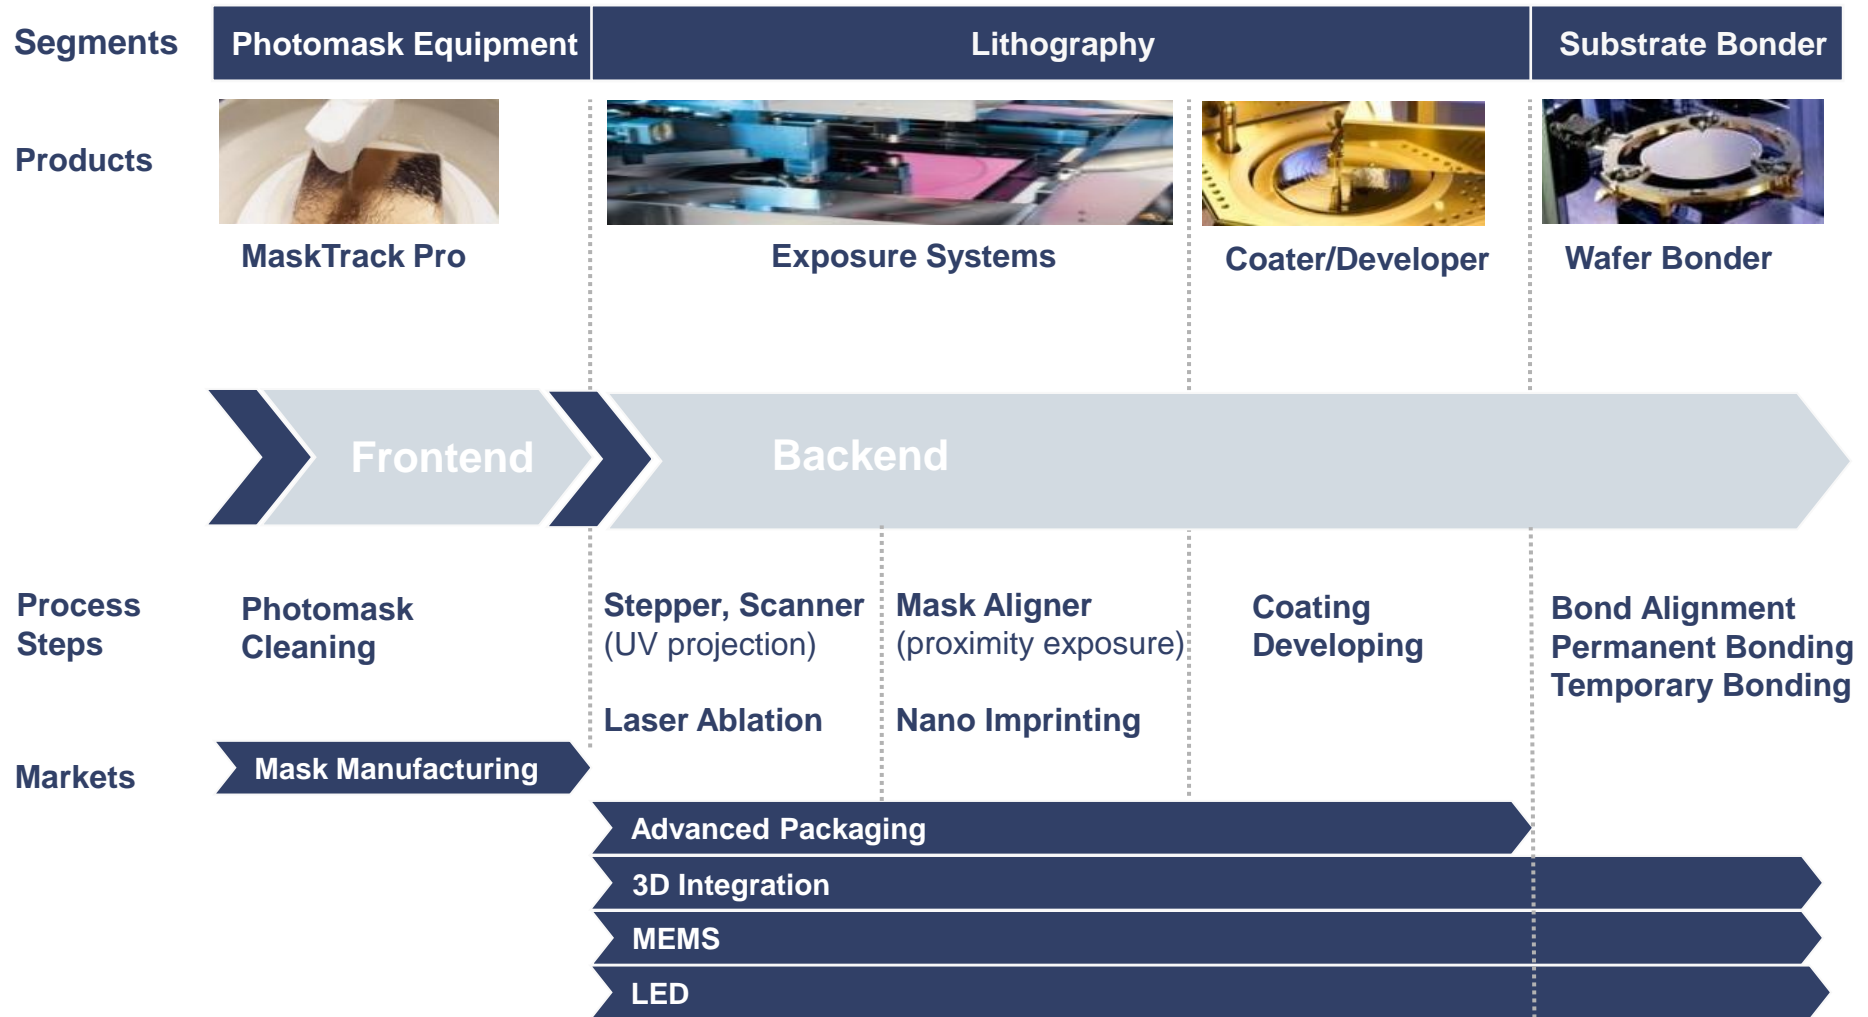 Segments
Photomask Equipment
Lithography
Substrate Bonder
Products
MaskTrack Pro
Exposure Systems
Coater/Developer
Wafer Bonder
Frontend
Backend
Process
Steps
Photomask
Cleaning
Stepper, Scanner
(UV projection)
Laser Ablation
Mask Aligner
(proximity exposure)
Nano Imprinting
Coating
Developing
Bond Alignment
Permanent Bonding
Temporary Bonding
Markets
Mask Manufacturing
Advanced Packaging
3D Integration
MEMS
LED